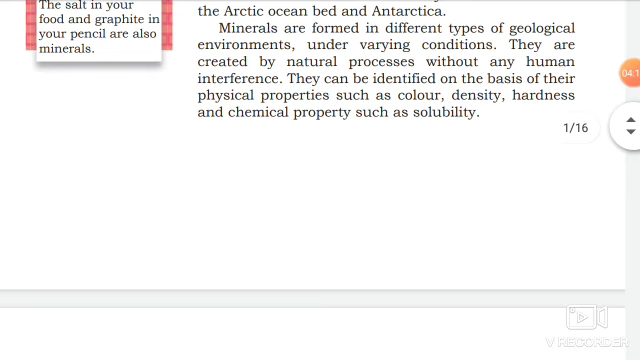 The salt in your
food and graphite in
your pencil are also
minerals.
the Arctic ocean bed and Antarctica.
Minerals are formed in different types of geological
environments, under varying conditions. They are
created by natural processes without any human
interference. They can be identified on the basis of their
physical properties such as colour, density, hardness
and chemical property such as solubility.
04:1
1/16
V RECORDER